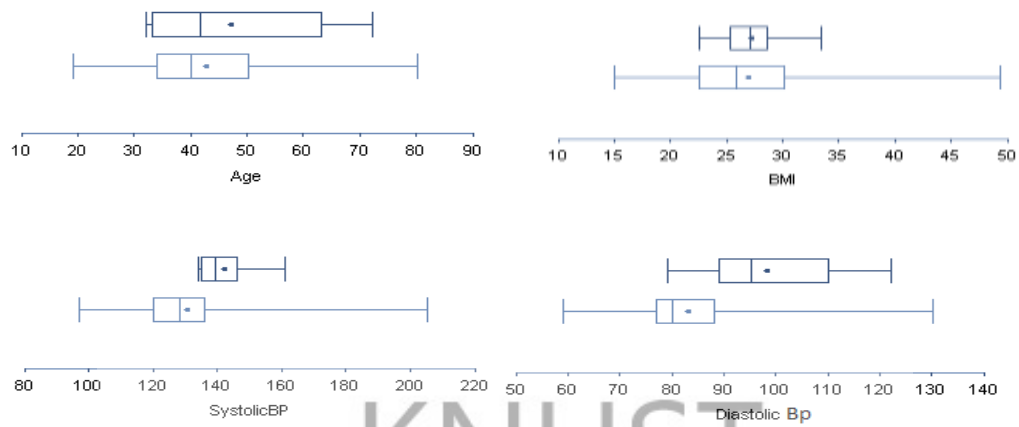 10 20 30 40 50 60 70 80 90
Age
10 15 20 25 30 35 40 45 50
BMI
80 100 120 140 160 180 200 220
SystolicBP
50 60 70 80 90 100 110 120 130 140
Diastolic Bp
KNUST